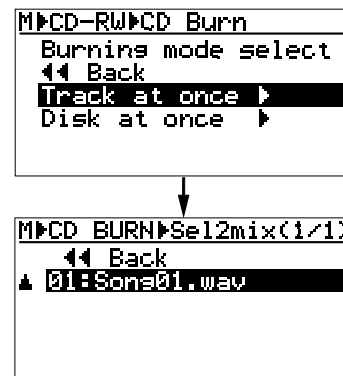 M▶CD-RW▶CD Burn
Burning mode select
◀◀ Back
Track at once ▶
Disk at once ▶
M▶CD BURN▶Sel2mix(1/1)
◀◀ Back
▲ 01:Song01.wav